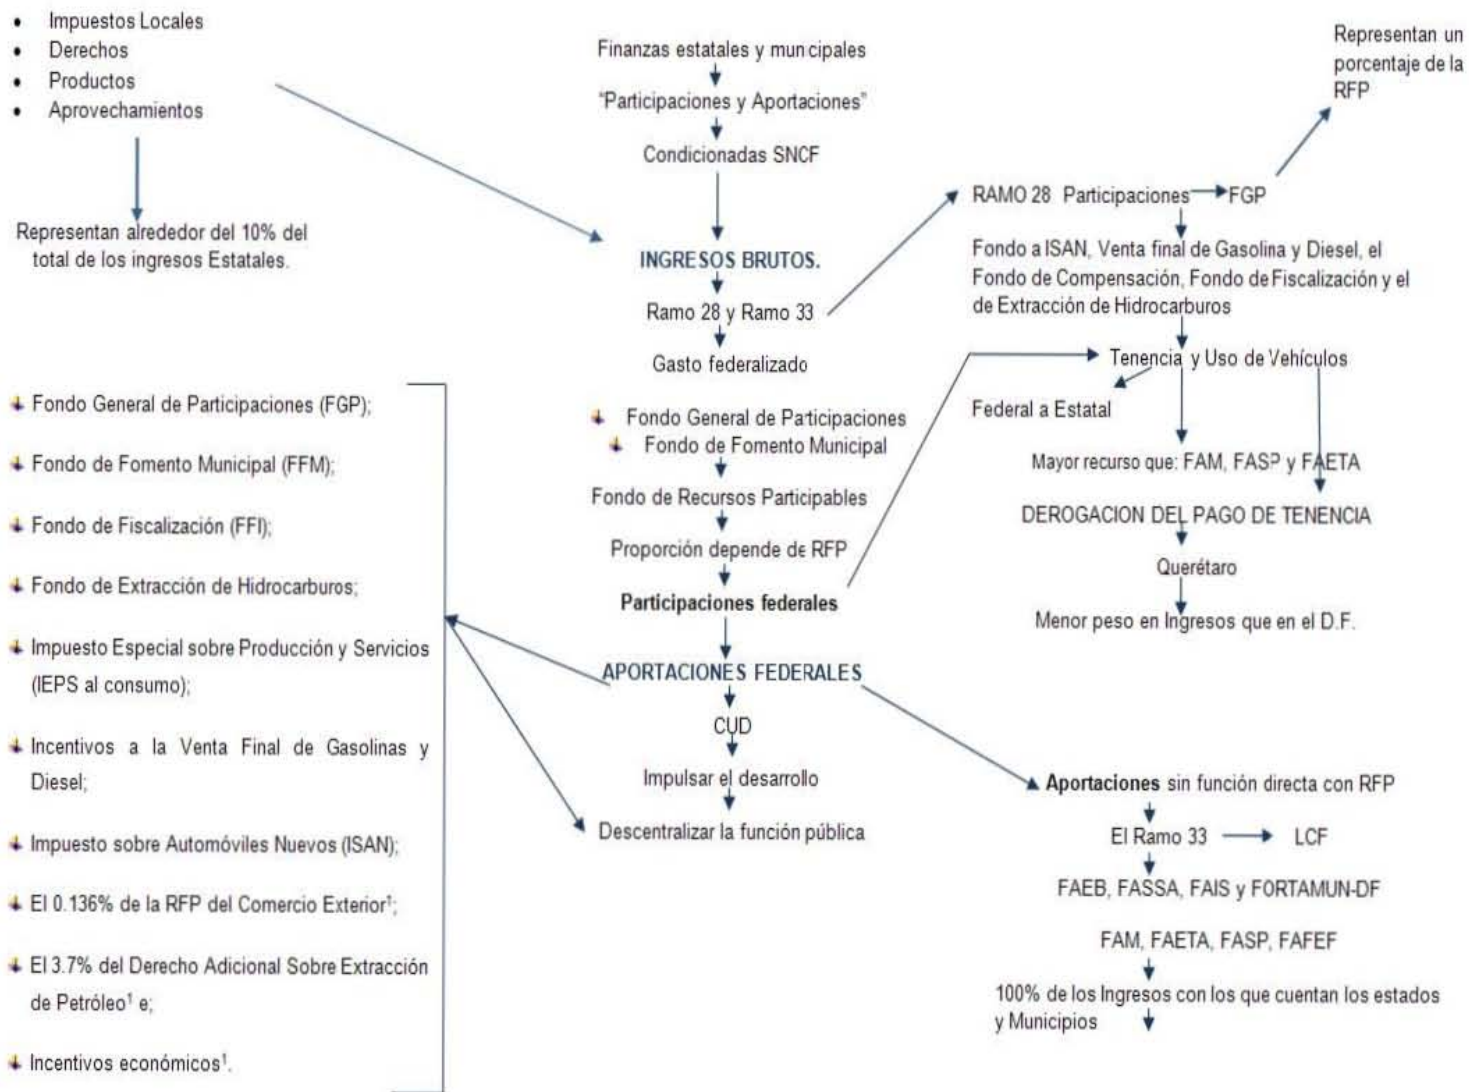 Impuestos Locales
Derechos
Productos
Aprovechamientos
Representan alrededor del 10% del
total de los ingresos Estatales.
Finanzas estatales y municipales
"Participaciones y Aportaciones"
Condicionadas SNCF
INGRESOS BRUTOS.
Ramo 28 y Ramo 33
Gasto federalizado
Fondo General de Participaciones
Fondo de Fomento Municipal
Fondo de Recursos Participables
Proporción depende de RFP
Participaciones federales
APORTACIONES FEDERALES
CUD
Impulsar el desarrollo
Descentralizar la función pública
Representan un
porcentaje de la
RFP
RAMO 28 Participaciones
FGP
Fondo a ISAN, Venta final de Gasolina y Diesel, el
Fondo de Compensación, Fondo de Fiscalización y el
de Extracción de Hidrocarburos
Tenencia y Uso de Vehículos
Federal a Estatal
Mayor recurso que: FAM, FASP y FAETA
DEROGACION DEL PAGO DE TENENCIA
Querétaro
Menor peso en Ingresos que en el D.F.
Aportaciones sin función directa con RFP
El Ramo 33
LCF
FAEB, FASSA, FAIS y FORTAMUN-DF
FAM, FAETA, FASP, FAFEF
100% de los Ingresos con los que cuentan los estados
y Municipios
Fondo General de Participaciones (FGP);
Fondo de Fomento Municipal (FFM);
Fondo de Fiscalización (FFI);
Fondo de Extracción de Hidrocarburos;
Impuesto Especial sobre Producción y Servicios
(IEPS al consumo);
Incentivos a la Venta Final de Gasolinas y
Diesel;
Impuesto sobre Automóviles Nuevos (ISAN);
El 0.136% de la RFP del Comercio Exterior¹;
El 3.7% del Derecho Adicional Sobre Extracción
de Petróleo¹ e;
Incentivos económicos¹.